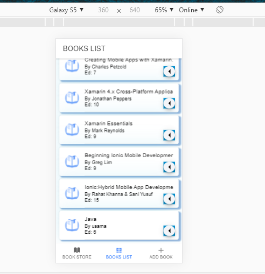 Galaxy S5 ▼ 360 × 640 65% ▼ Online ▼
BOOKS LIST
Creating Mobile Apps with Xamarin
By Charles Petzold
Ed: 7
Xamarin 4.x Cross-Platform Applica
By Jonathan Peppers
Ed: 10
Xamarin Essentials
By Mark Reynolds
Ed: 9
Beginning Ionic Mobile Developmer
By Greg Lim
Ed: 9
Ionic:Hybrid Mobile App Developme
By Rahat Khanna & Sani Yusuf
Ed: 15
Java
By usama
Ed: 6
BOOK STORE BOOKS LIST ADD BOOK